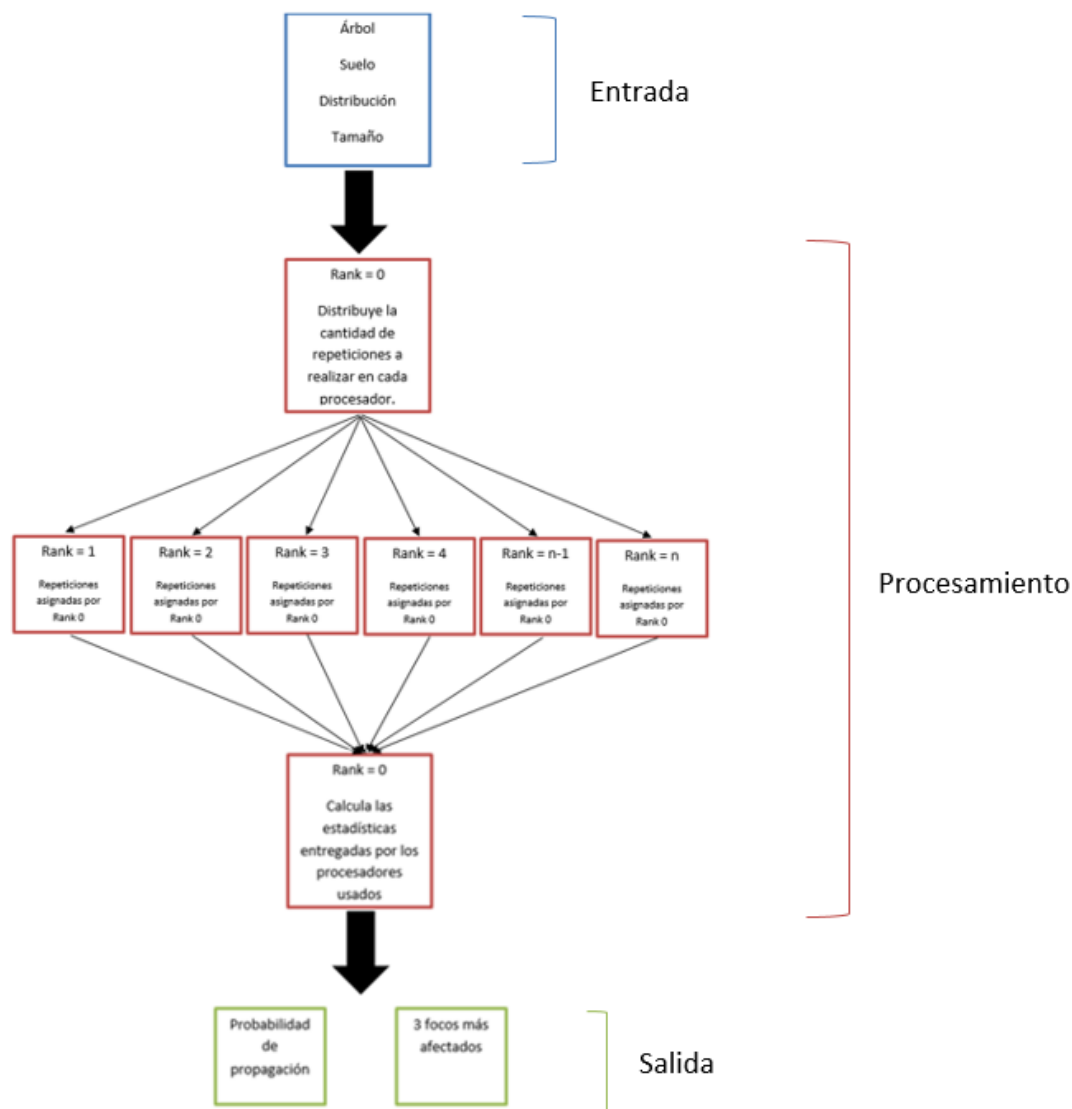 Árbol
Suelo
Distribución
Tamaño
Entrada
Rank = 0
Distribuye la
cantidad de
repeticiones a
realizar en cada
procesador.
Rank = 1
Repeticiones
asignadas por
Rank 0
Rank = 2
Repeticiones
asignadas por
Rank 0
Rank = 3
Repeticiones
asignadas por
Rank 0
Rank = 4
Repeticiones
asignadas por
Rank 0
Rank = n-1
Repeticiones
asignadas por
Rank 0
Rank = n
Repeticiones
asignadas por
Rank 0
Procesamiento
Rank = 0
Calcula las
estadísticas
entregadas por los
procesadores
usados
Probabilidad
de
propagación
3 focos más
afectados
Salida